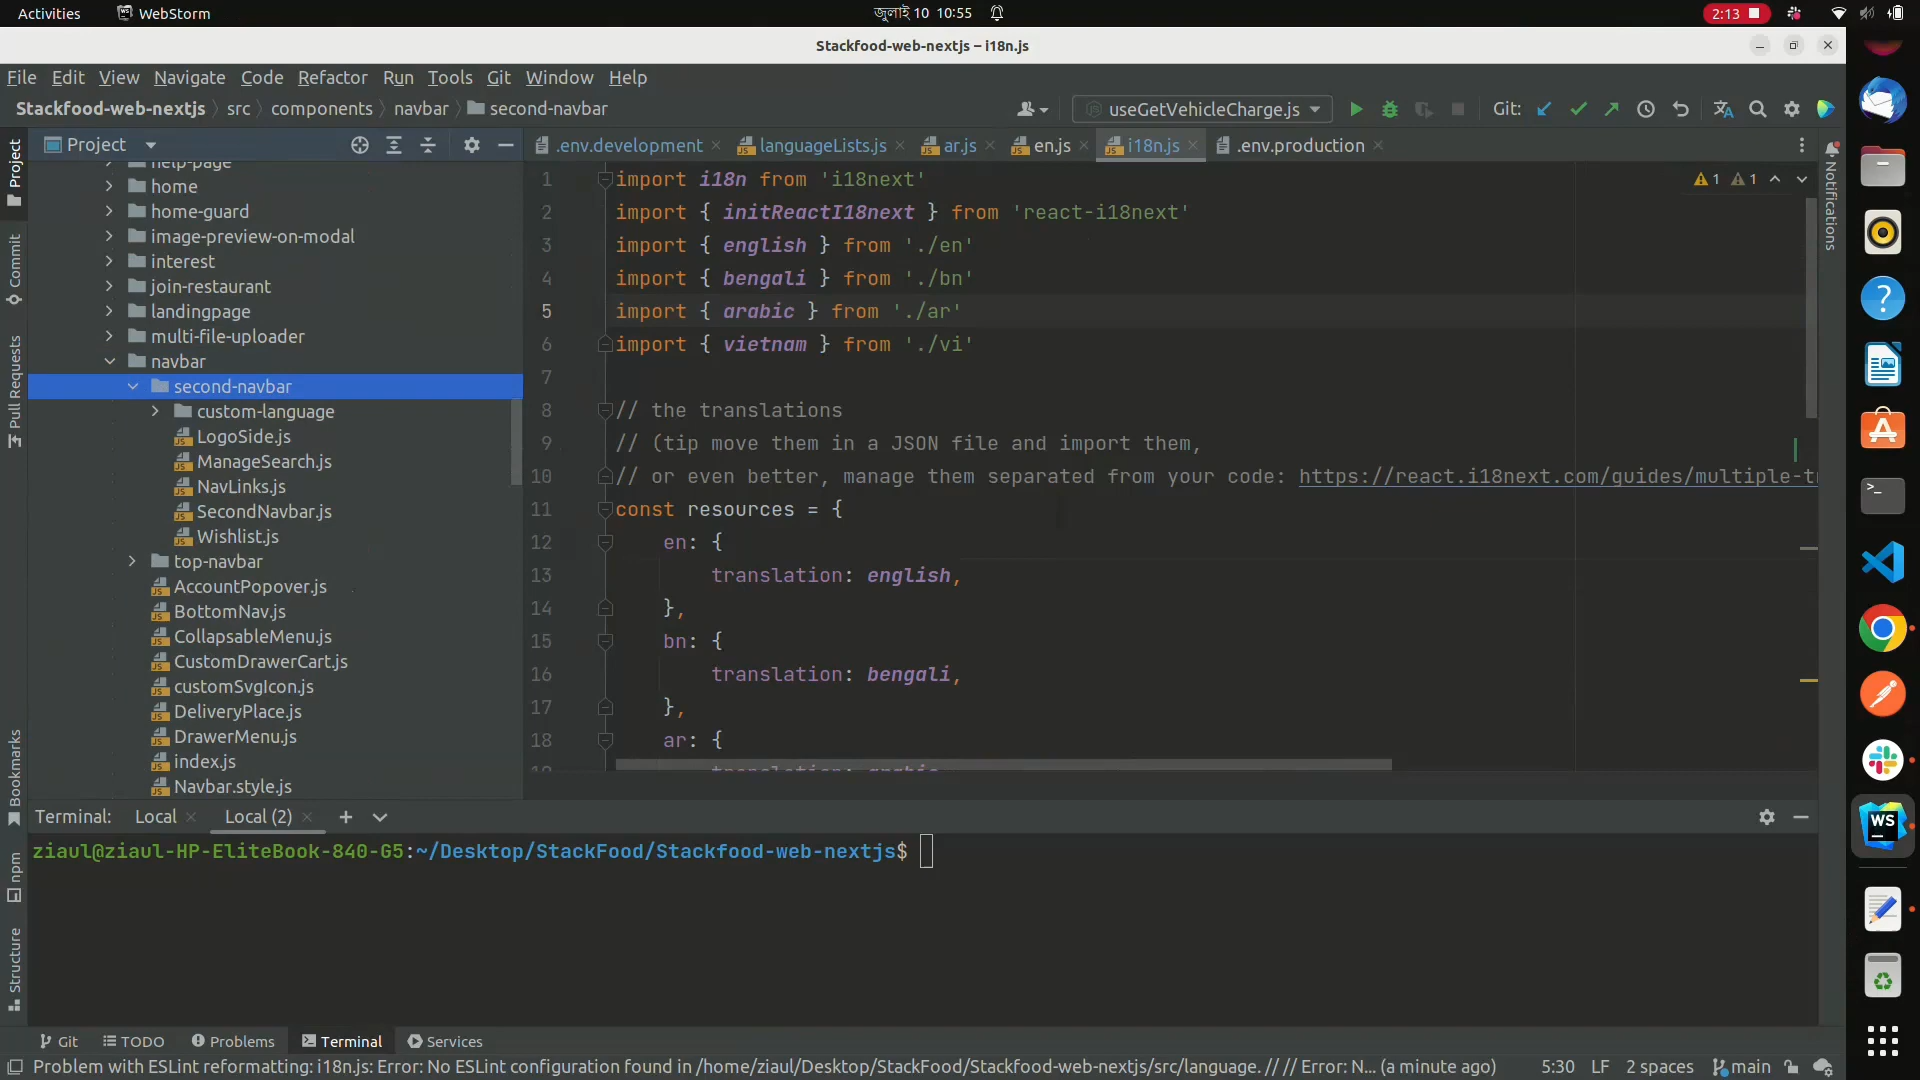 Activities WebStorm জুলাই 10 10:55 2:13
Stackfood-web-nextjs – i18n.js
File Edit View Navigate Code Refactor Run Tools Git Window Help
Stackfood-web-nextjs src components navbar second-navbar useGetVehicleCharge.js Git:
Project .env.development languageLists.js ar.js en.js i18n.js .env.production
Project
Commit
Pull Requests
Bookmarks
npm
Structure
Notifications
help-page
home
home-guard
image-preview-on-modal
interest
join-restaurant
landingpage
multi-file-uploader
navbar
second-navbar
custom-language
LogoSide.js
ManageSearch.js
NavLinks.js
SecondNavbar.js
Wishlist.js
top-navbar
AccountPopover.js
BottomNav.js
CollapsableMenu.js
CustomDrawerCart.js
customSvgIcon.js
DeliveryPlace.js
DrawerMenu.js
index.js
Navbar.style.js
1 import i18n from 'i18next'
2 import { initReactI18next } from 'react-i18next'
3 import { english } from './en'
4 import { bengali } from './bn'
5 import { arabic } from './ar'
6 import { vietnam } from './vi'
7
8 // the translations
9 // (tip move them in a JSON file and import them,
10 // or even better, manage them separated from your code: https://react.i18next.com/guides/multiple-t
11 const resources = {
12 en: {
13 translation: english,
14 },
15 bn: {
16 translation: bengali,
17 },
18 ar: {
1 1
Terminal: Local Local (2)
ziaul@ziaul-HP-EliteBook-840-G5:~/Desktop/StackFood/Stackfood-web-nextjs$
Git TODO Problems Terminal Services
Problem with ESLint reformatting: i18n.js: Error: No ESLint configuration found in /home/ziaul/Desktop/StackFood/Stackfood-web-nextjs/src/language. // // Error: N... (a minute ago) 5:30 LF 2 spaces main
WS